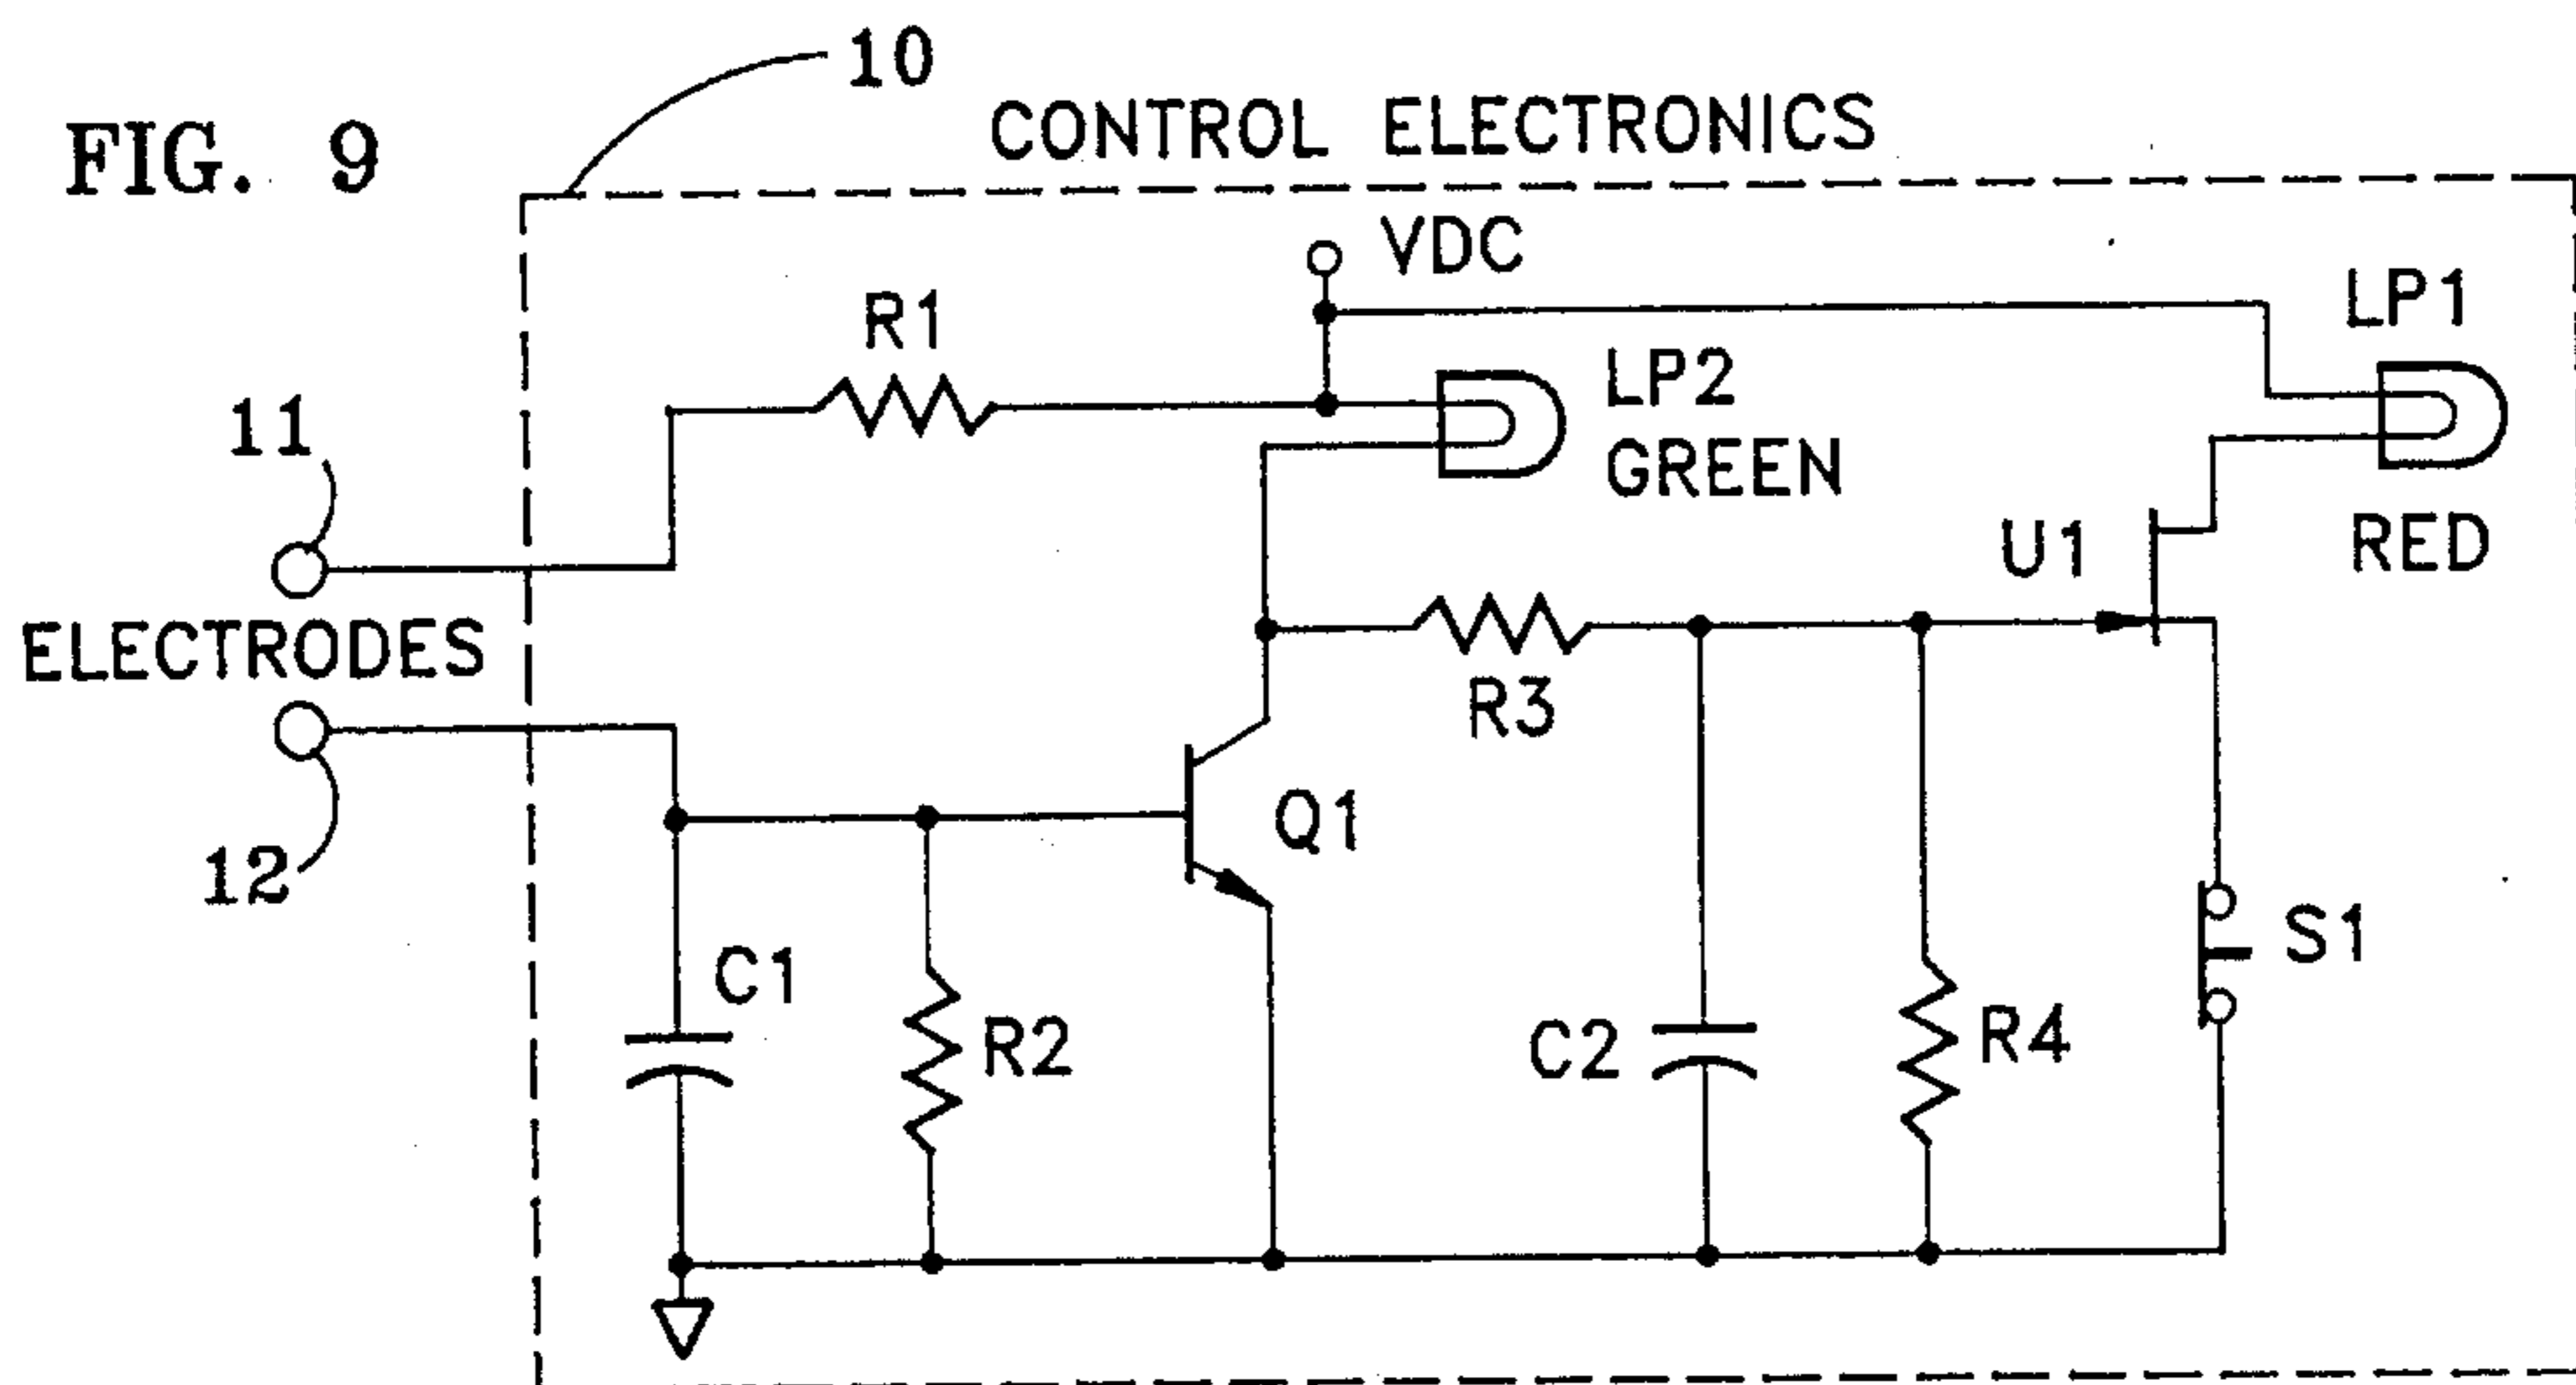 10
FIG. 9
CONTROL ELECTRONICS
VDC
LP1
R1
LP2
GREEN
11
U1
RED
ELECTRODES
R3
Q1
12
S1
C1
R2
C2
R4